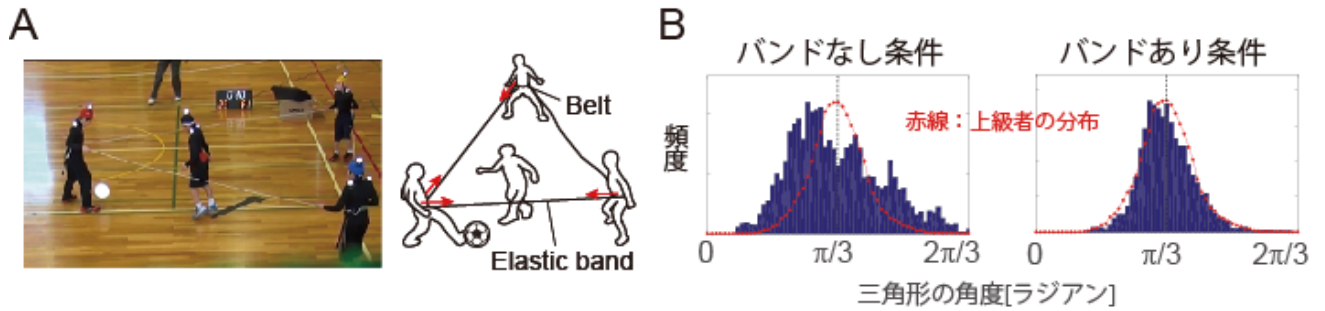 A
Belt
Elastic band
B
バンドなし条件
バンドあり条件
赤線：上級者の分布
頻度
0
π/3
2π/3
0
π/3
2π/3
三角形の角度[ラジアン]